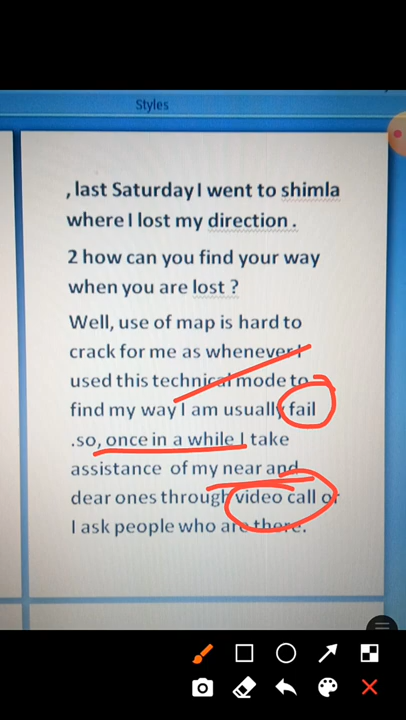 Styles
, last Saturday I went to shimla
where I lost my direction .
2 how can you find your way
when you are lost ?
Well, use of map is hard to
crack for me as whenever I
used this technical mode to
find my way I am usually fail
.so, once in a while I take
assistance of my near and
dear ones through video call or
I ask people who are there.